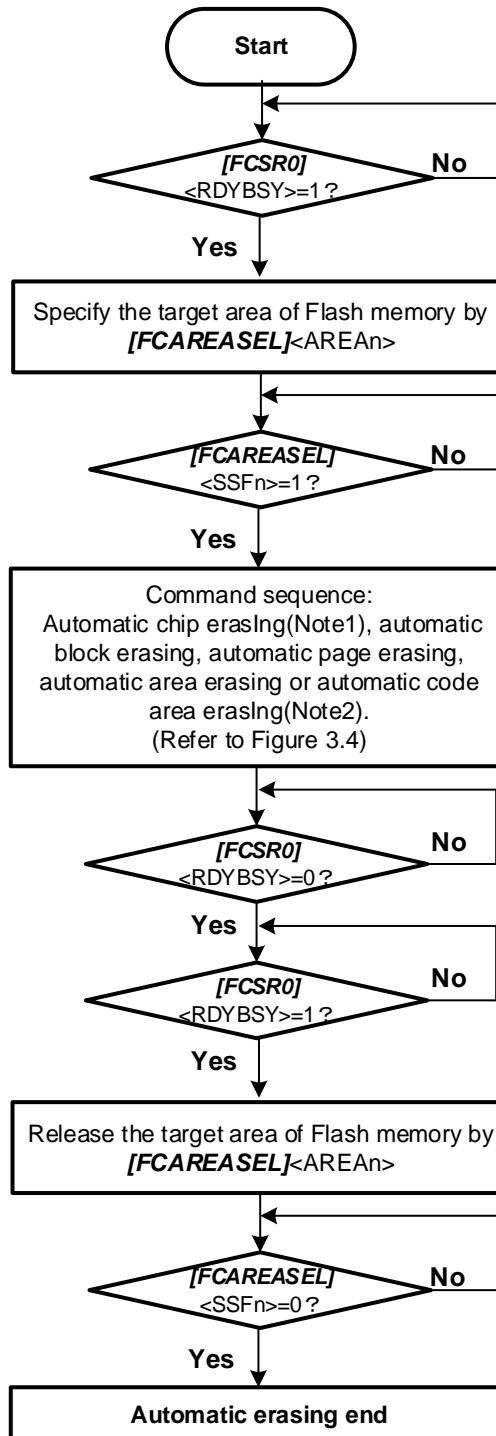 Start
[FCSR0]
<RDYBSY>=1?
No
Yes
Specify the target area of Flash memory by
[FCAREASEL]<AREAn>
[FCAREASEL]
<SSFn>=1?
No
Yes
Command sequence:
Automatic chip erasIng(Note1), automatic
block erasing, automatic page erasing,
automatic area erasing or automatic code
area erasIng(Note2).
(Refer to Figure 3.4)
[FCSR0]
<RDYBSY>=0?
No
Yes
[FCSR0]
<RDYBSY>=1?
No
Yes
Release the target area of Flash memory by
[FCAREASEL]<AREAn>
[FCAREASEL]
<SSFn>=0?
No
Yes
Automatic erasing end